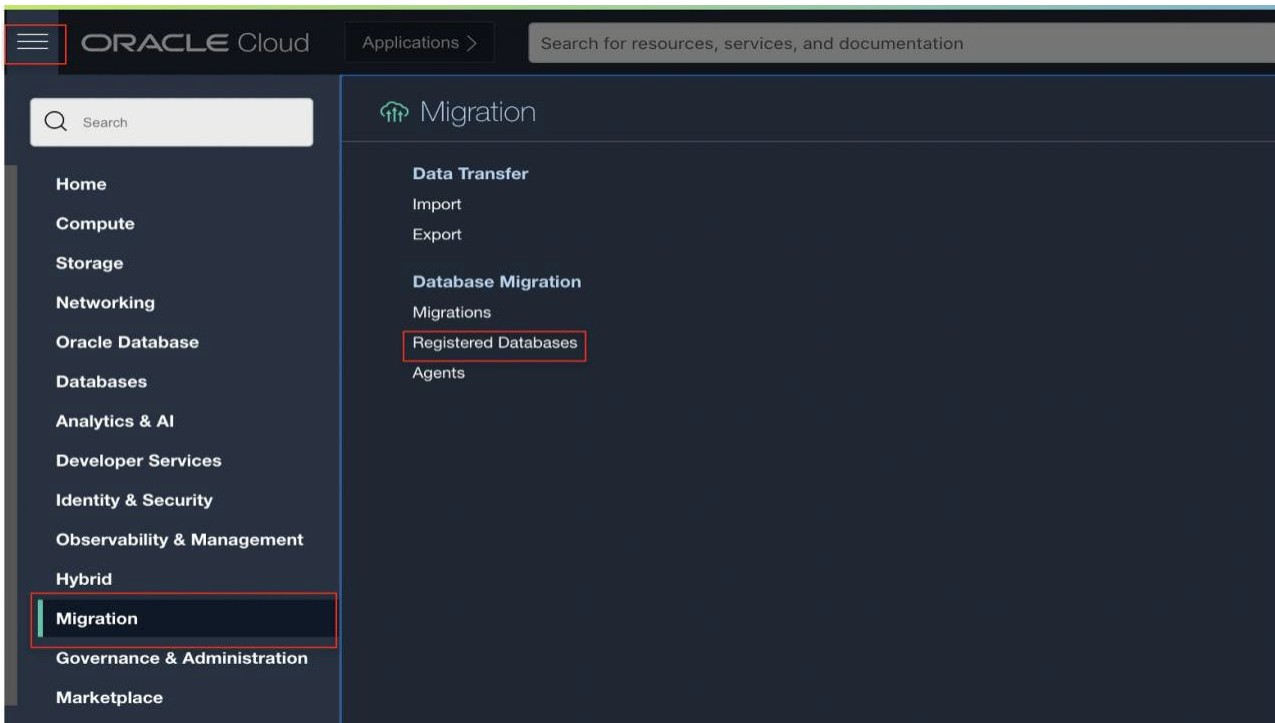 ORACLE Cloud
Applications >
Search for resources, services, and documentation
Search
Home
Compute
Storage
Networking
Oracle Database
Databases
Analytics & AI
Developer Services
Identity & Security
Observability & Management
Hybrid
Migration
Governance & Administration
Marketplace
Migration
Data Transfer
Import
Export
Database Migration
Migrations
Registered Databases
Agents